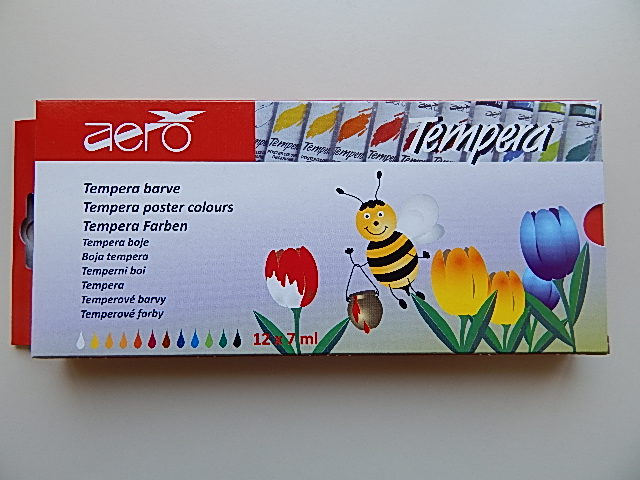 aero
Tempera
Tempera barve
Tempera poster colours
Tempera Farben
Tempera boje
Boja tempera
Temperni boi
Tempera
Temperové barvy
Temperové farby
12 x 7 ml